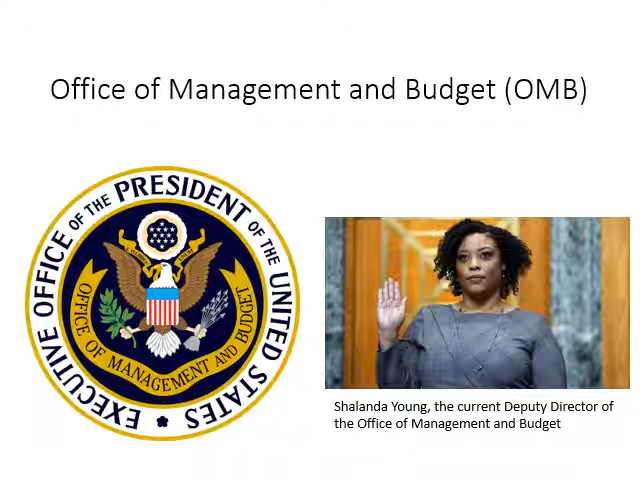 Office of Management and Budget (OMB)
EXECUTIVE OFFICE OF THE PRESIDENT OF THE UNITED STATES
OFFICE OF MANAGEMENT AND BUDGET
Shalanda Young, the current Deputy Director of
the Office of Management and Budget